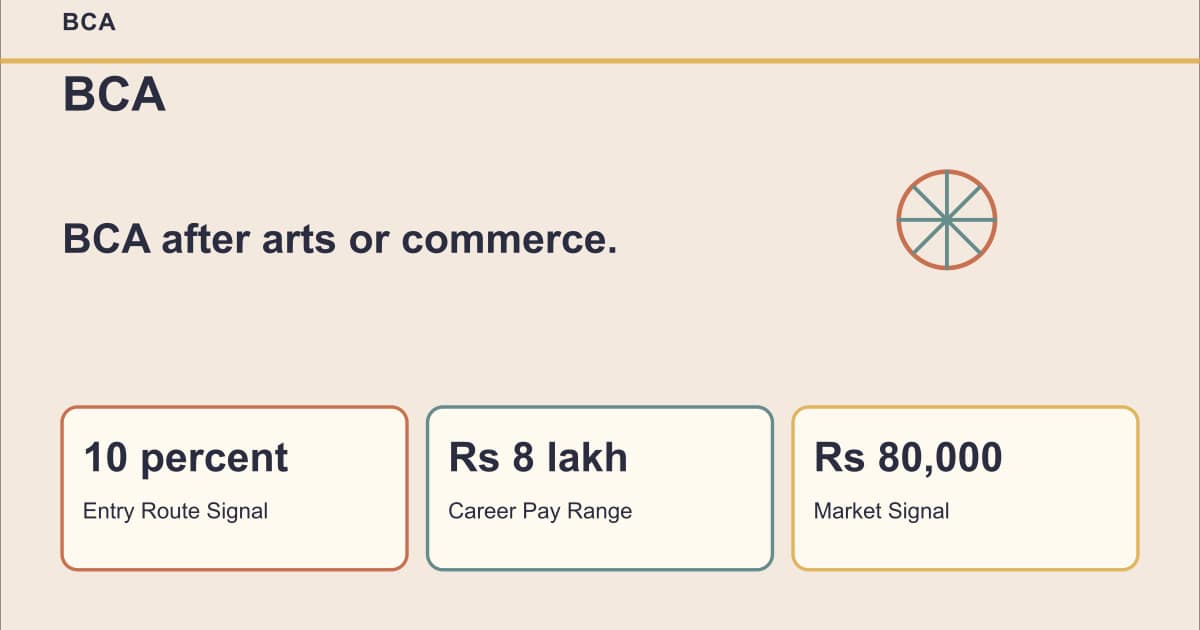 BCA
BCA
BCA after arts or commerce.
10 percent
Entry Route Signal
Rs 8 lakh
Career Pay Range
Rs 80,000
Market Signal